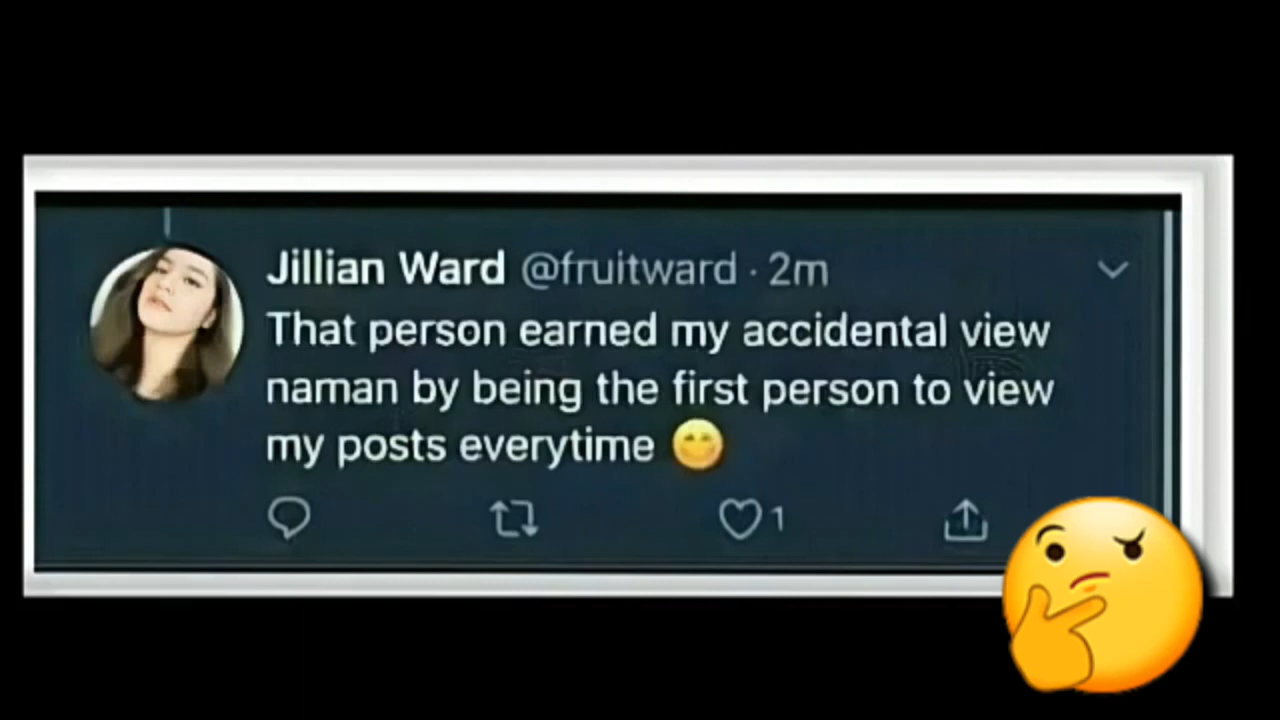 Jillian Ward @fruitward · 2m
That person earned my accidental view
naman by being the first person to view
my posts everytime 😊
1